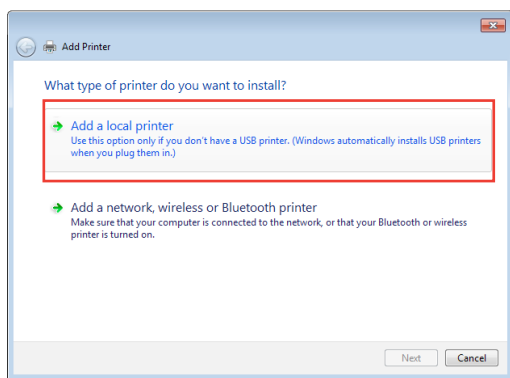 Add Printer
What type of printer do you want to install?
Add a local printer
Use this option only if you don't have a USB printer. (Windows automatically installs USB printers
when you plug them in.)
Add a network, wireless or Bluetooth printer
Make sure that your computer is connected to the network, or that your Bluetooth or wireless
printer is turned on.
Next Cancel